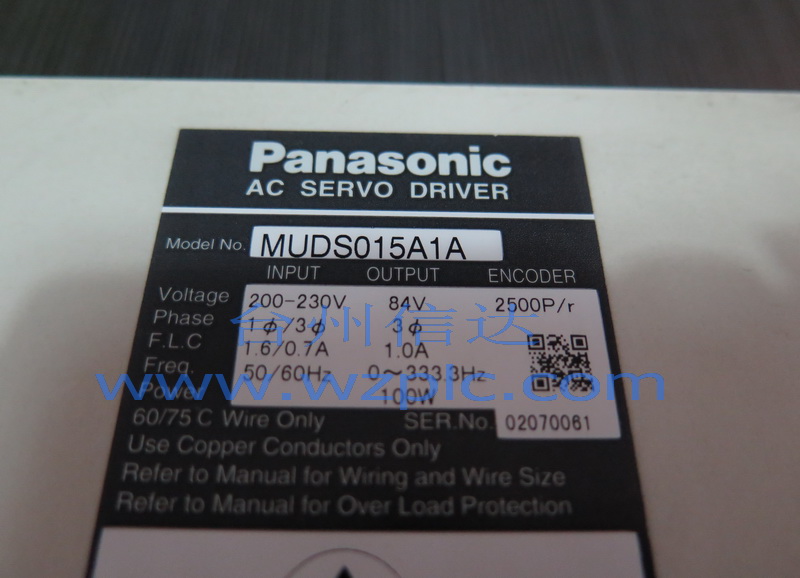 Panasonic
AC SERVO DRIVER
Model No. MUDS015A1A
INPUT OUTPUT ENCODER
Voltage 200-230V 84V 2500P/r
Phase 1ϕ/3ϕ 3ϕ
F.L.C 1.6/0.7A 1.0A
Freq. 50/60Hz 0~333.3Hz
Power 100W
60/75 C Wire Only SER.No. 02070061
Use Copper Conductors Only
Refer to Manual for Wiring and Wire Size
Refer to Manual for Over Load Protection
台州信达
www.wzplc.com